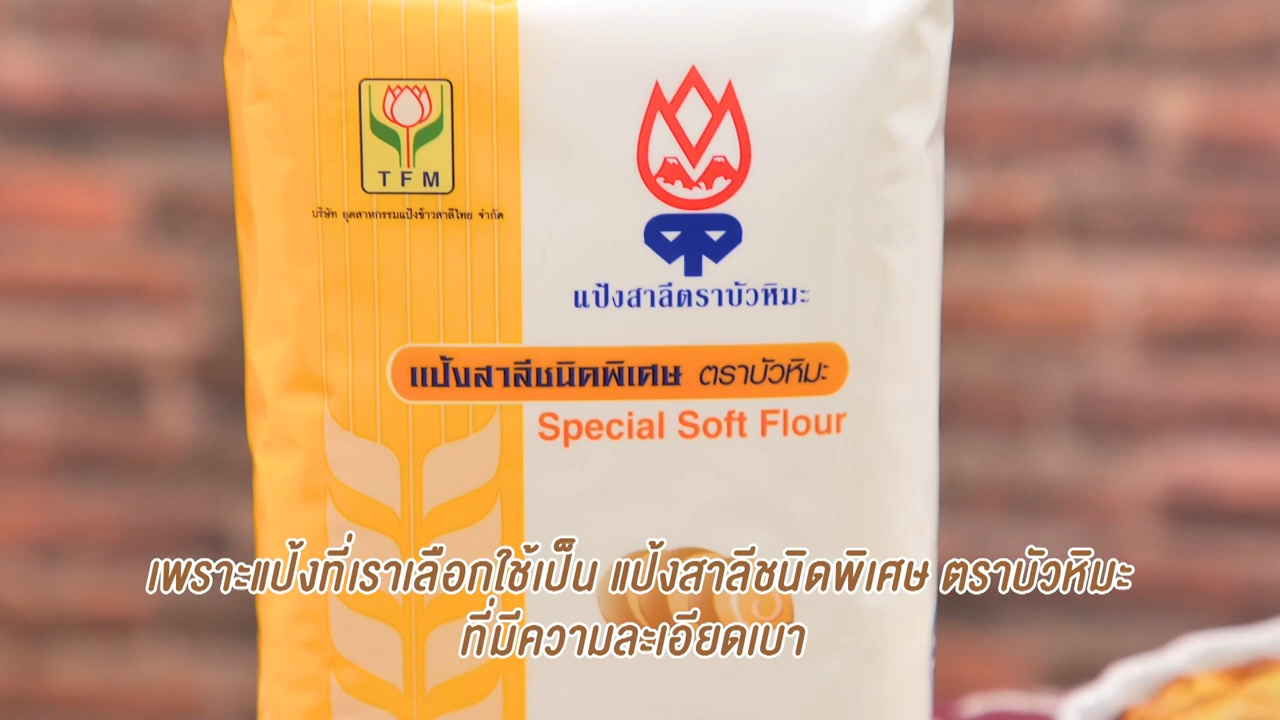 TFM
บริษัท อุตสาหกรรมแป้งข้าวสาลีไทย จำกัด
แป้งสาลีตราบัวหิมะ
แป้งสาลีชนิดพิเศษ ตราบัวหิมะ
Special Soft Flour
เพราะแป้งที่เราเลือกใช้เป็น แป้งสาลีชนิดพิเศษ ตราบัวหิมะ
ที่มีความละเอียดเบา